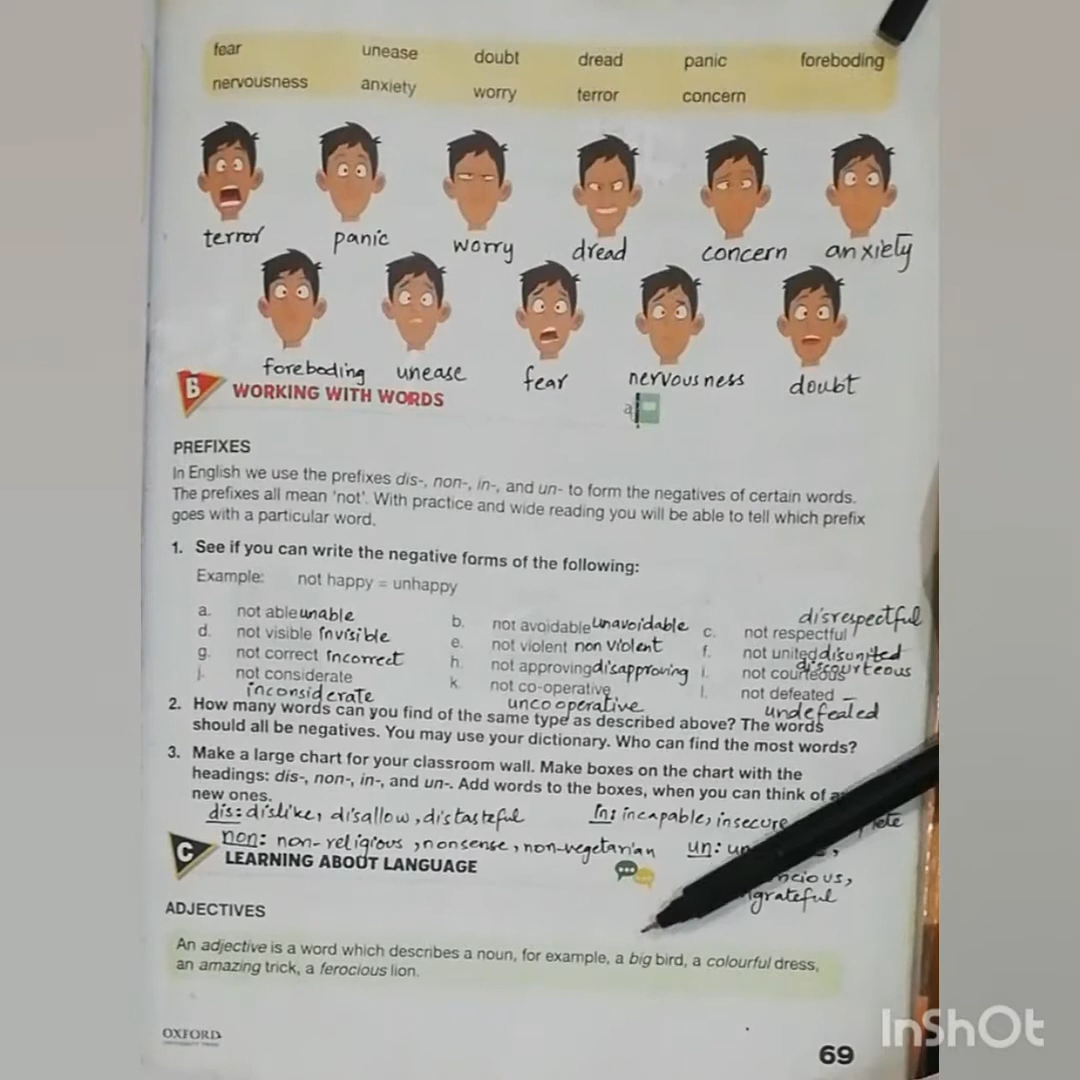 fear unease doubt dread panic foreboding
nervousness anxiety worry terror concern
terror panic worry dread concern anxiety
foreboding unease fear nervousness doubt
B WORKING WITH WORDS
PREFIXES
In English we use the prefixes dis-, non-, in-, and un- to form the negatives of certain words.
The prefixes all mean 'not'. With practice and wide reading you will be able to tell which prefix
goes with a particular word.
1. See if you can write the negative forms of the following:
Example: not happy = unhappy
a. not able unable b. not avoidable unavoidable c. not respectful disrespectful
d. not visible invisible e. not violent non violent f. not united disunited
g. not correct incorrect h. not approving disapproving i. not courteous discourteous
j. not considerate k. not co-operative l. not defeated
inconsiderate uncooperative undefealed
2. How many words can you find of the same type as described above? The words
should all be negatives. You may use your dictionary. Who can find the most words?
3. Make a large chart for your classroom wall. Make boxes on the chart with the
headings: dis-, non-, in-, and un-. Add words to the boxes, when you can think of
new ones.
dis: dislike, disallow, distasteful In: incapable, insecure
non: non-religious, nonsense, non-vegetarian un:
C LEARNING ABOUT LANGUAGE
ADJECTIVES
An adjective is a word which describes a noun, for example, a big bird, a colourful dress,
an amazing trick, a ferocious lion.
OXFORD
UNIVERSITY PRESS
69
InShOt